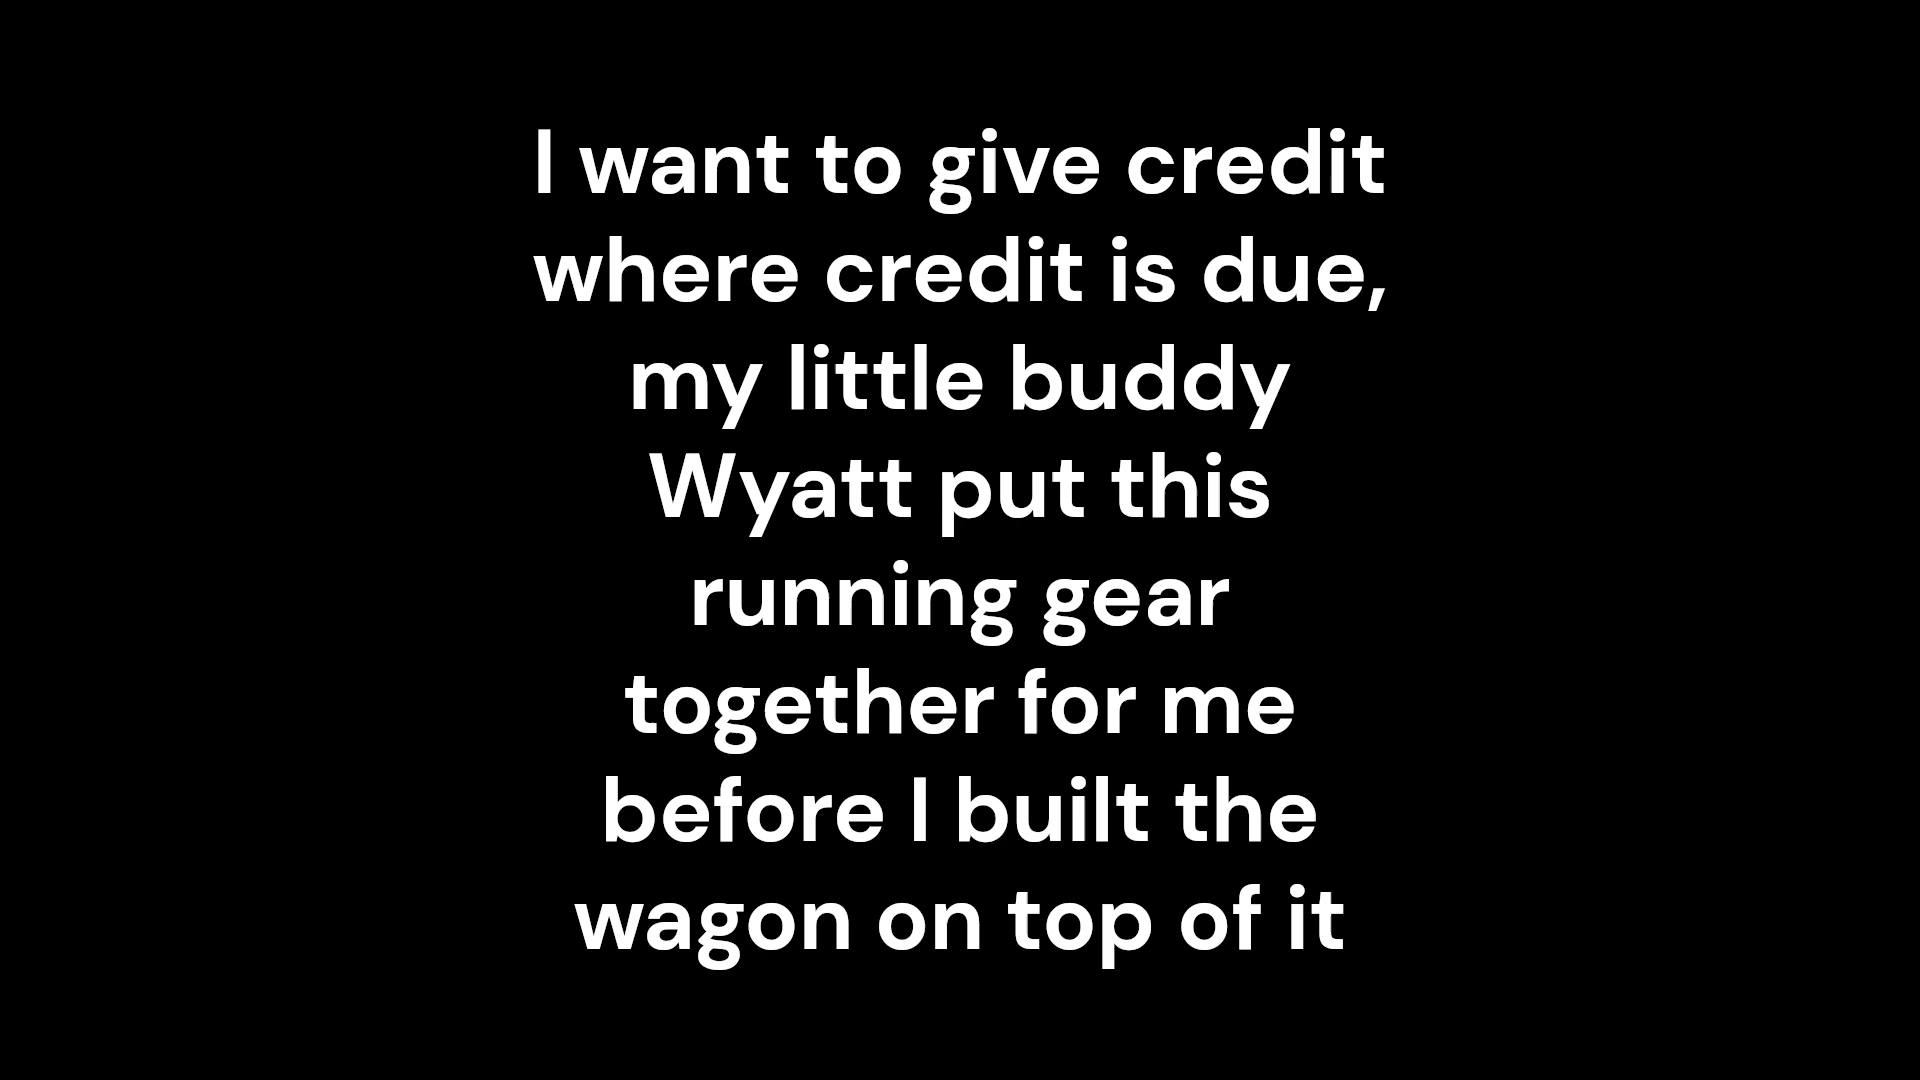 I want to give credit
where credit is due,
my little buddy
Wyatt put this
running gear
together for me
before I built the
wagon on top of it